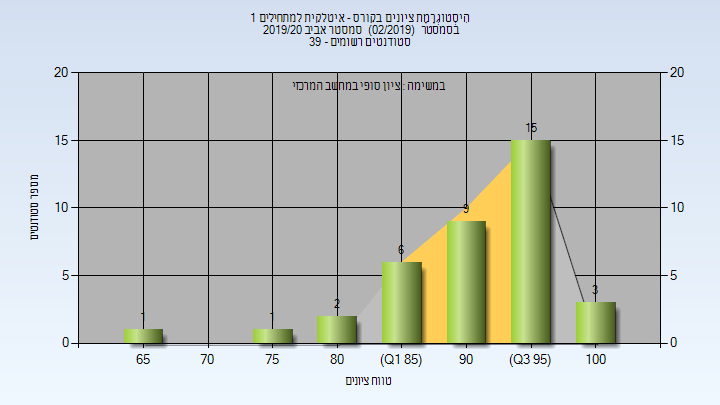 היסטוגרמת ציונים בקורס - איטלקית למתחילים 1
בסמסטר (02/2019) סמסטר אביב 2019/20
סטודנטים רשומים - 39
במשימה : ציון סופי במחשב המרכזי
20 20
15 15
10 10
5 5
0 0
1 1 2 6 9 15 3
65 70 75 80 (Q1 85) 90 (Q3 95) 100
מספר סטודנטים
טווח ציונים